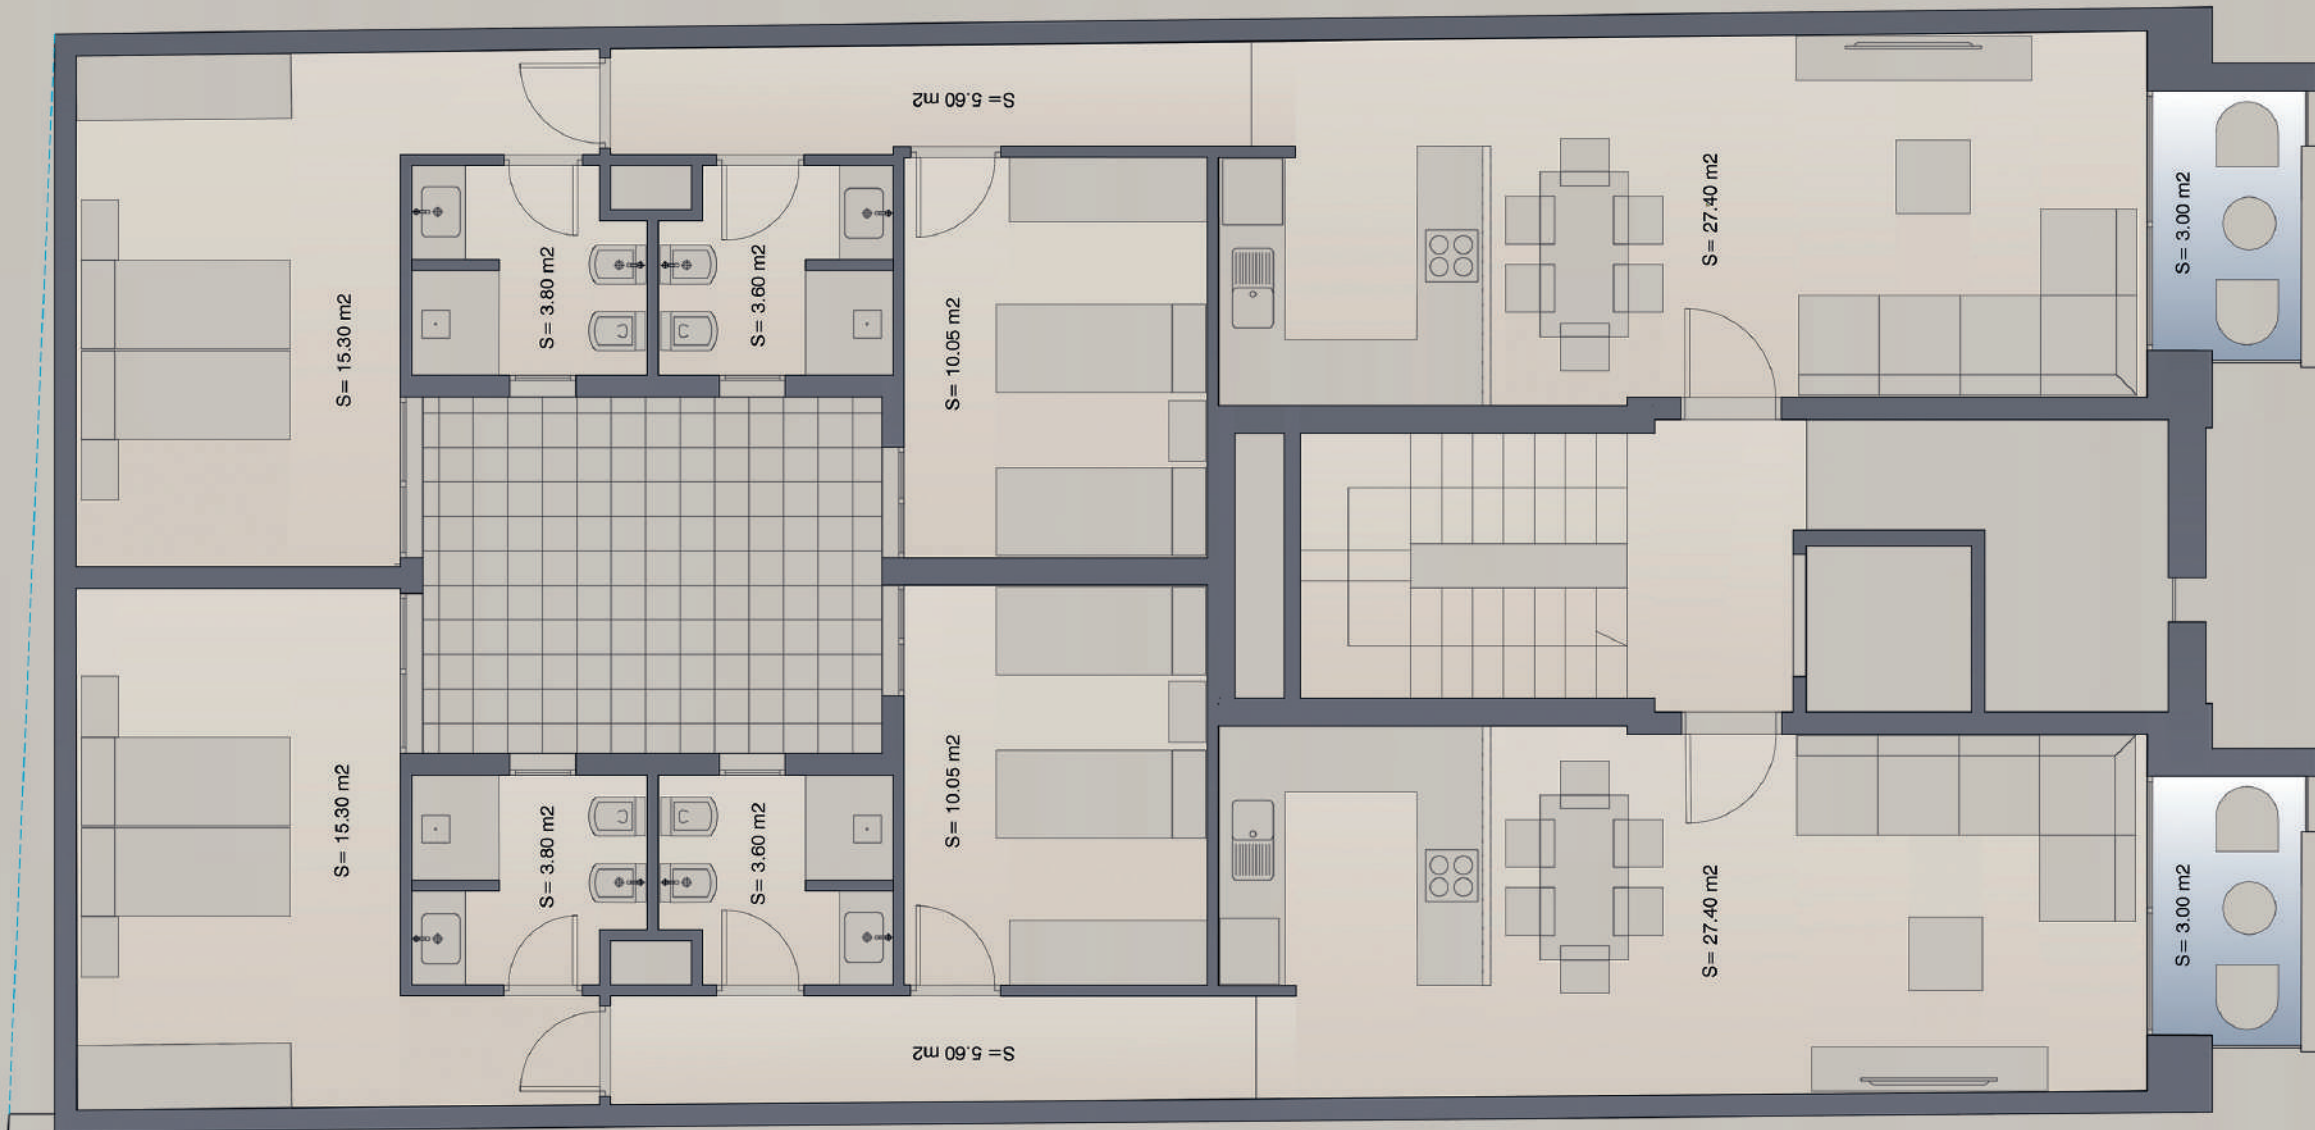 S= 5.60 m2
S= 27.40 m2
S= 3.00 m2
S= 15.30 m2
S= 3.80 m2
S= 3.60 m2
S= 10.05 m2
S= 15.30 m2
S= 3.80 m2
S= 3.60 m2
S= 10.05 m2
S= 27.40 m2
S= 3.00 m2
S= 5.60 m2